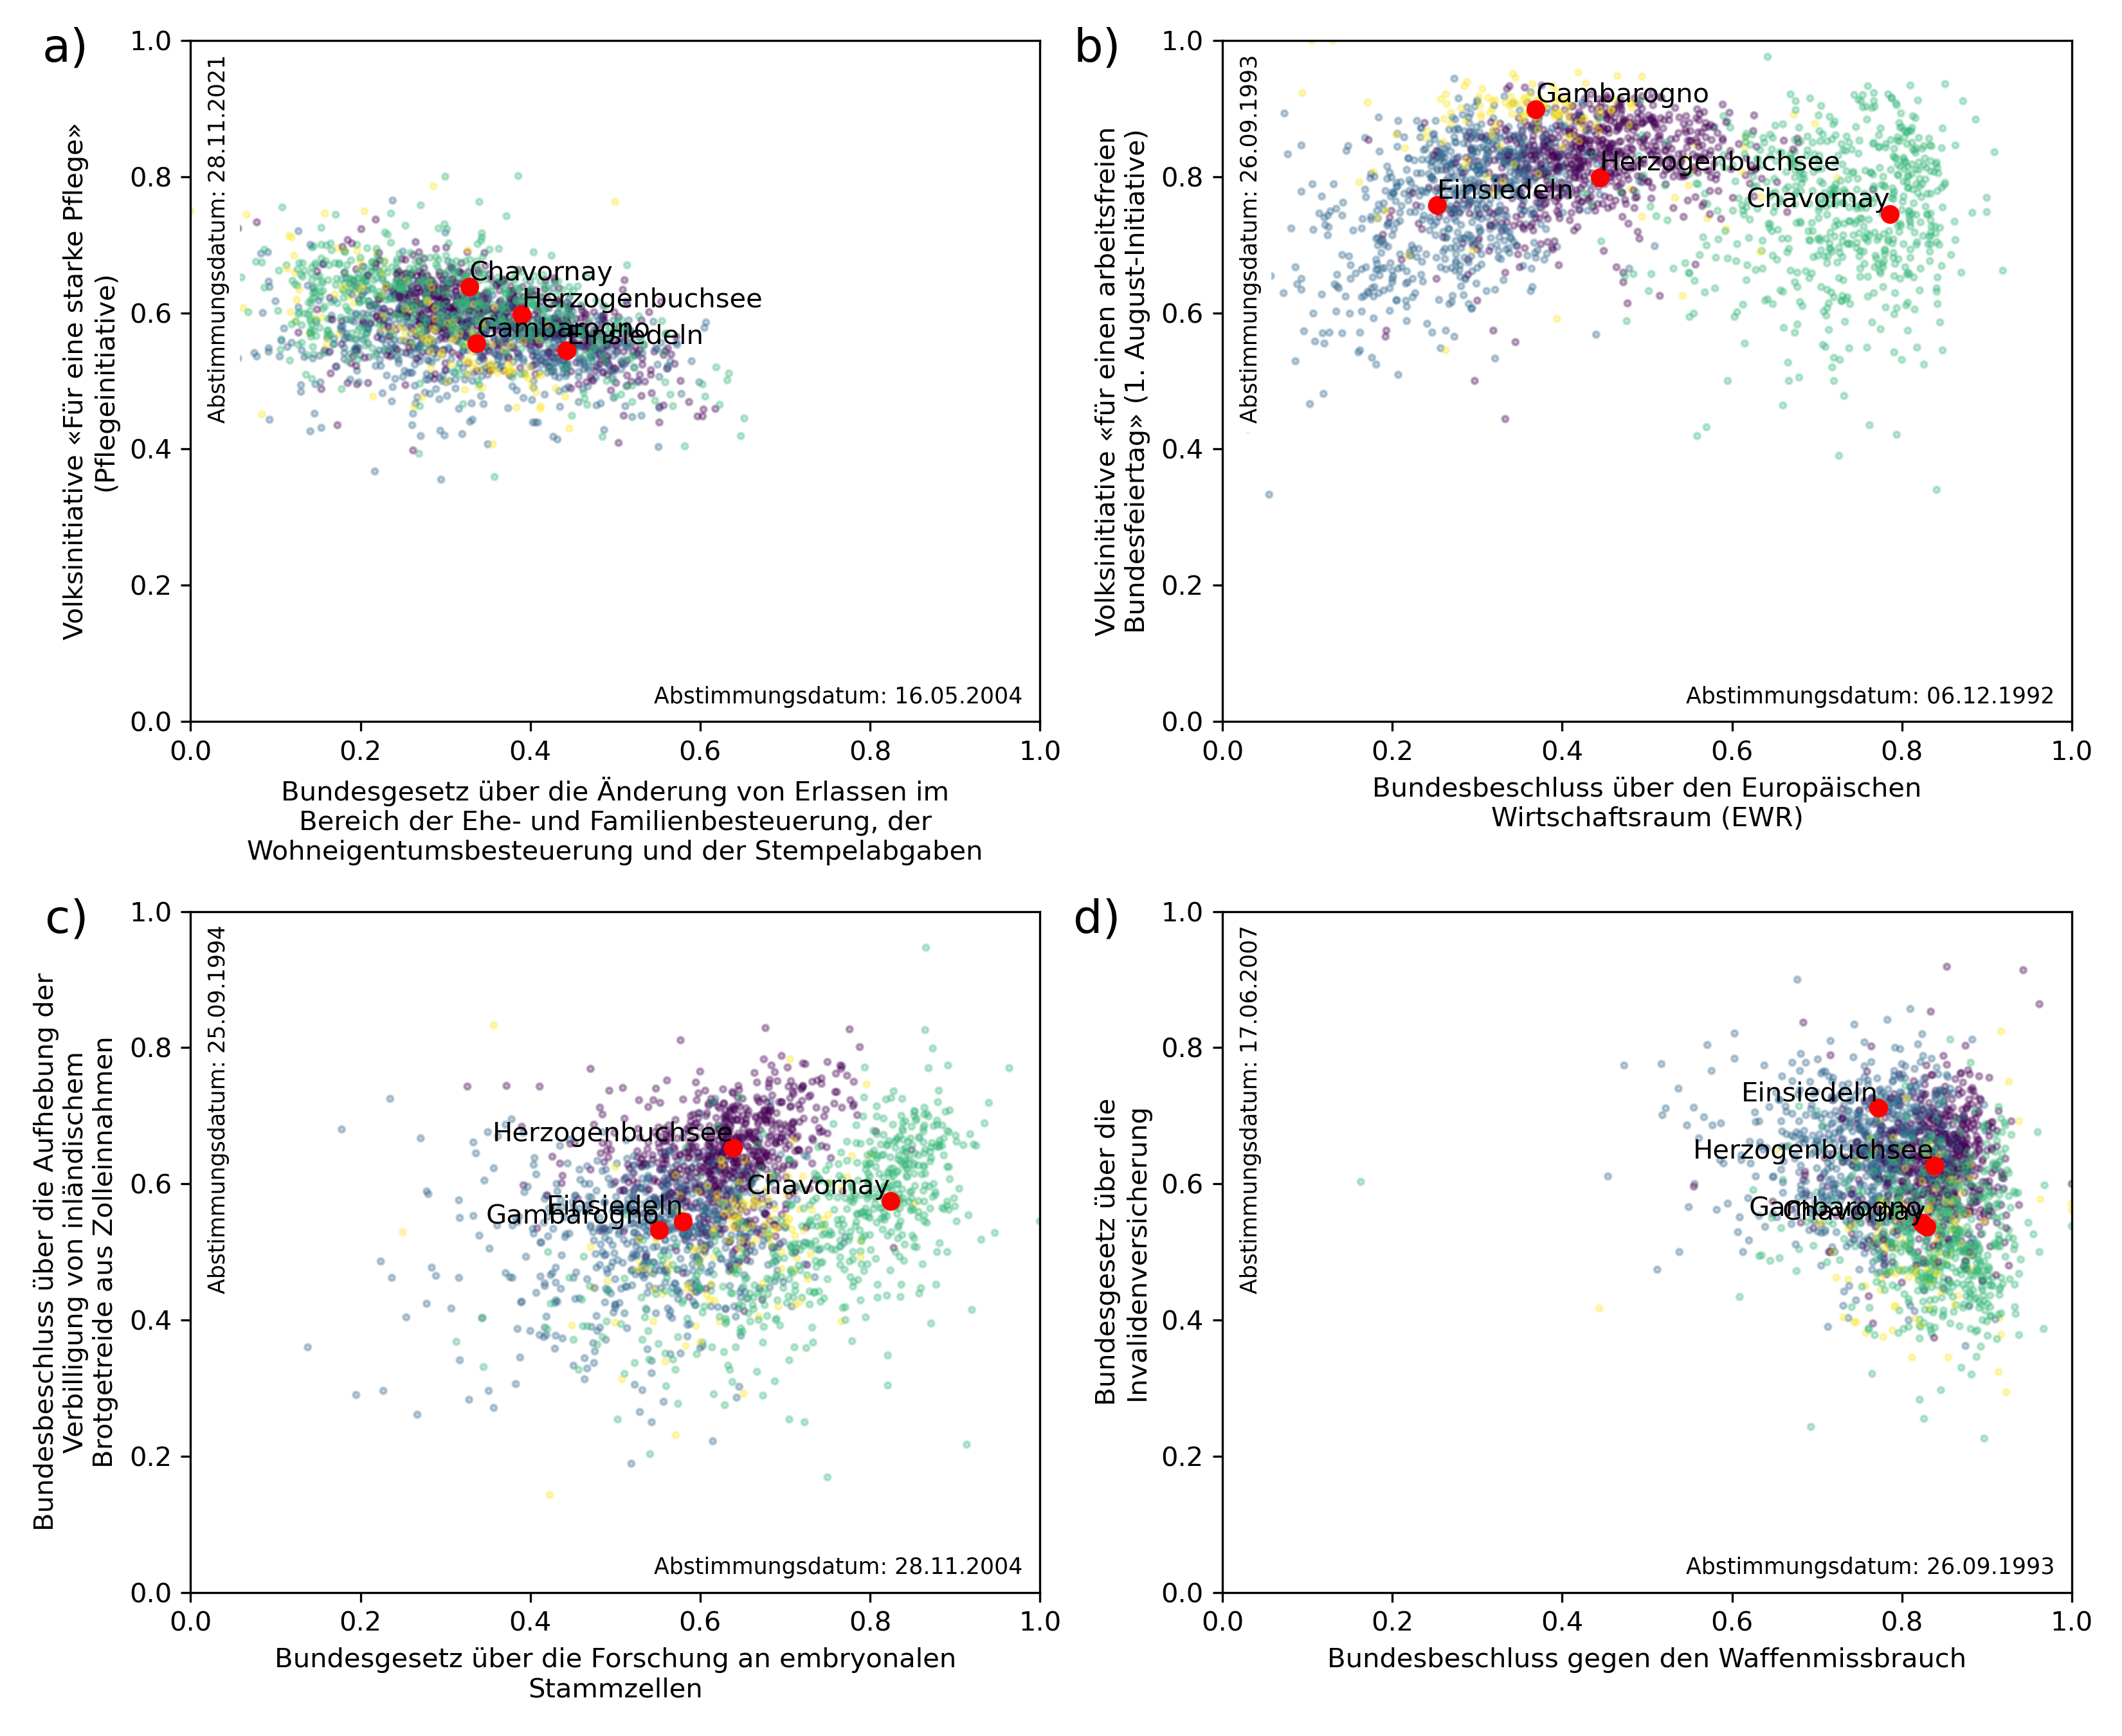 a)
Volksinitiative «Für eine starke Pflege»
(Pflegeinitiative)
1.0
0.8
0.6
0.4
0.2
0.0
Abstimmungsdatum: 28.11.2021
Chavornay
Herzogenbuchsee
Gambarogno
Einsiedeln
Abstimmungsdatum: 16.05.2004
0.0 0.2 0.4 0.6 0.8 1.0
Bundesgesetz über die Änderung von Erlassen im
Bereich der Ehe- und Familienbesteuerung, der
Wohneigentumsbesteuerung und der Stempelabgaben
b)
Volksinitiative «für einen arbeitsfreien
Bundesfeiertag» (1. August-Initiative)
1.0
0.8
0.6
0.4
0.2
0.0
Abstimmungsdatum: 26.09.1993
Gambarogno
Herzogenbuchsee
Einsiedeln
Chavornay
Abstimmungsdatum: 06.12.1992
0.0 0.2 0.4 0.6 0.8 1.0
Bundesbeschluss über den Europäischen
Wirtschaftsraum (EWR)
c)
Bundesbeschluss über die Aufhebung der
Verbilligung von inländischem
Brotgetreide aus Zolleinnahmen
1.0
0.8
0.6
0.4
0.2
0.0
Abstimmungsdatum: 25.09.1994
Herzogenbuchsee
Chavornay
Einsiedeln
Gambarogno
Abstimmungsdatum: 28.11.2004
0.0 0.2 0.4 0.6 0.8 1.0
Bundesgesetz über die Forschung an embryonalen
Stammzellen
d)
Bundesgesetz über die
Invalidenversicherung
1.0
0.8
0.6
0.4
0.2
0.0
Abstimmungsdatum: 17.06.2007
Einsiedeln
Herzogenbuchsee
Gambarogno
Chavornay
Abstimmungsdatum: 26.09.1993
0.0 0.2 0.4 0.6 0.8 1.0
Bundesbeschluss gegen den Waffenmissbrauch